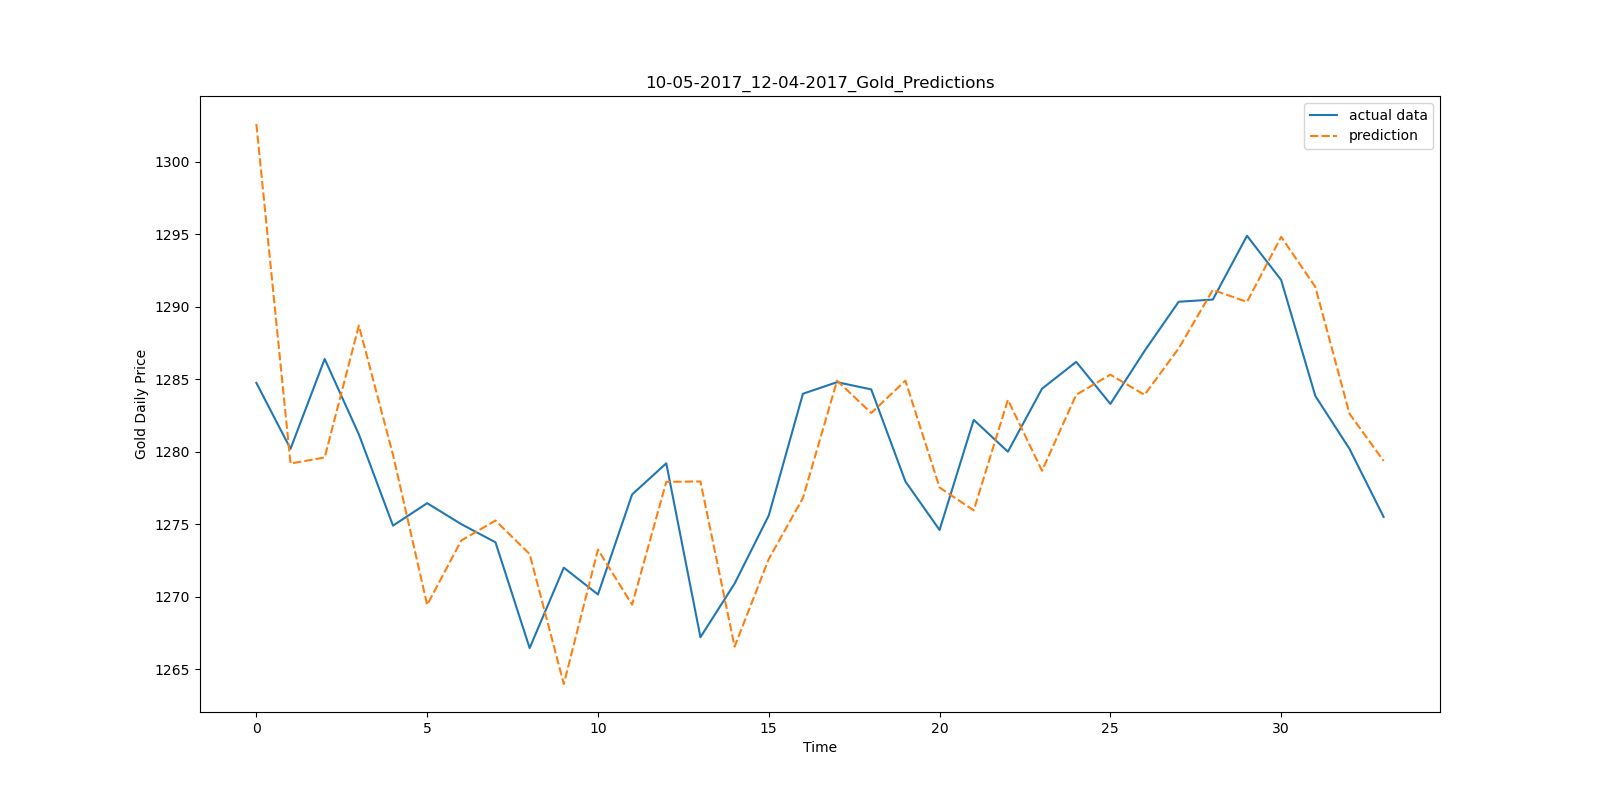 10-05-2017_12-04-2017_Gold_Predictions
actual data
prediction
Gold Daily Price
1300
1295
1290
1285
1280
1275
1270
1265
0 5 10 15 20 25 30
Time